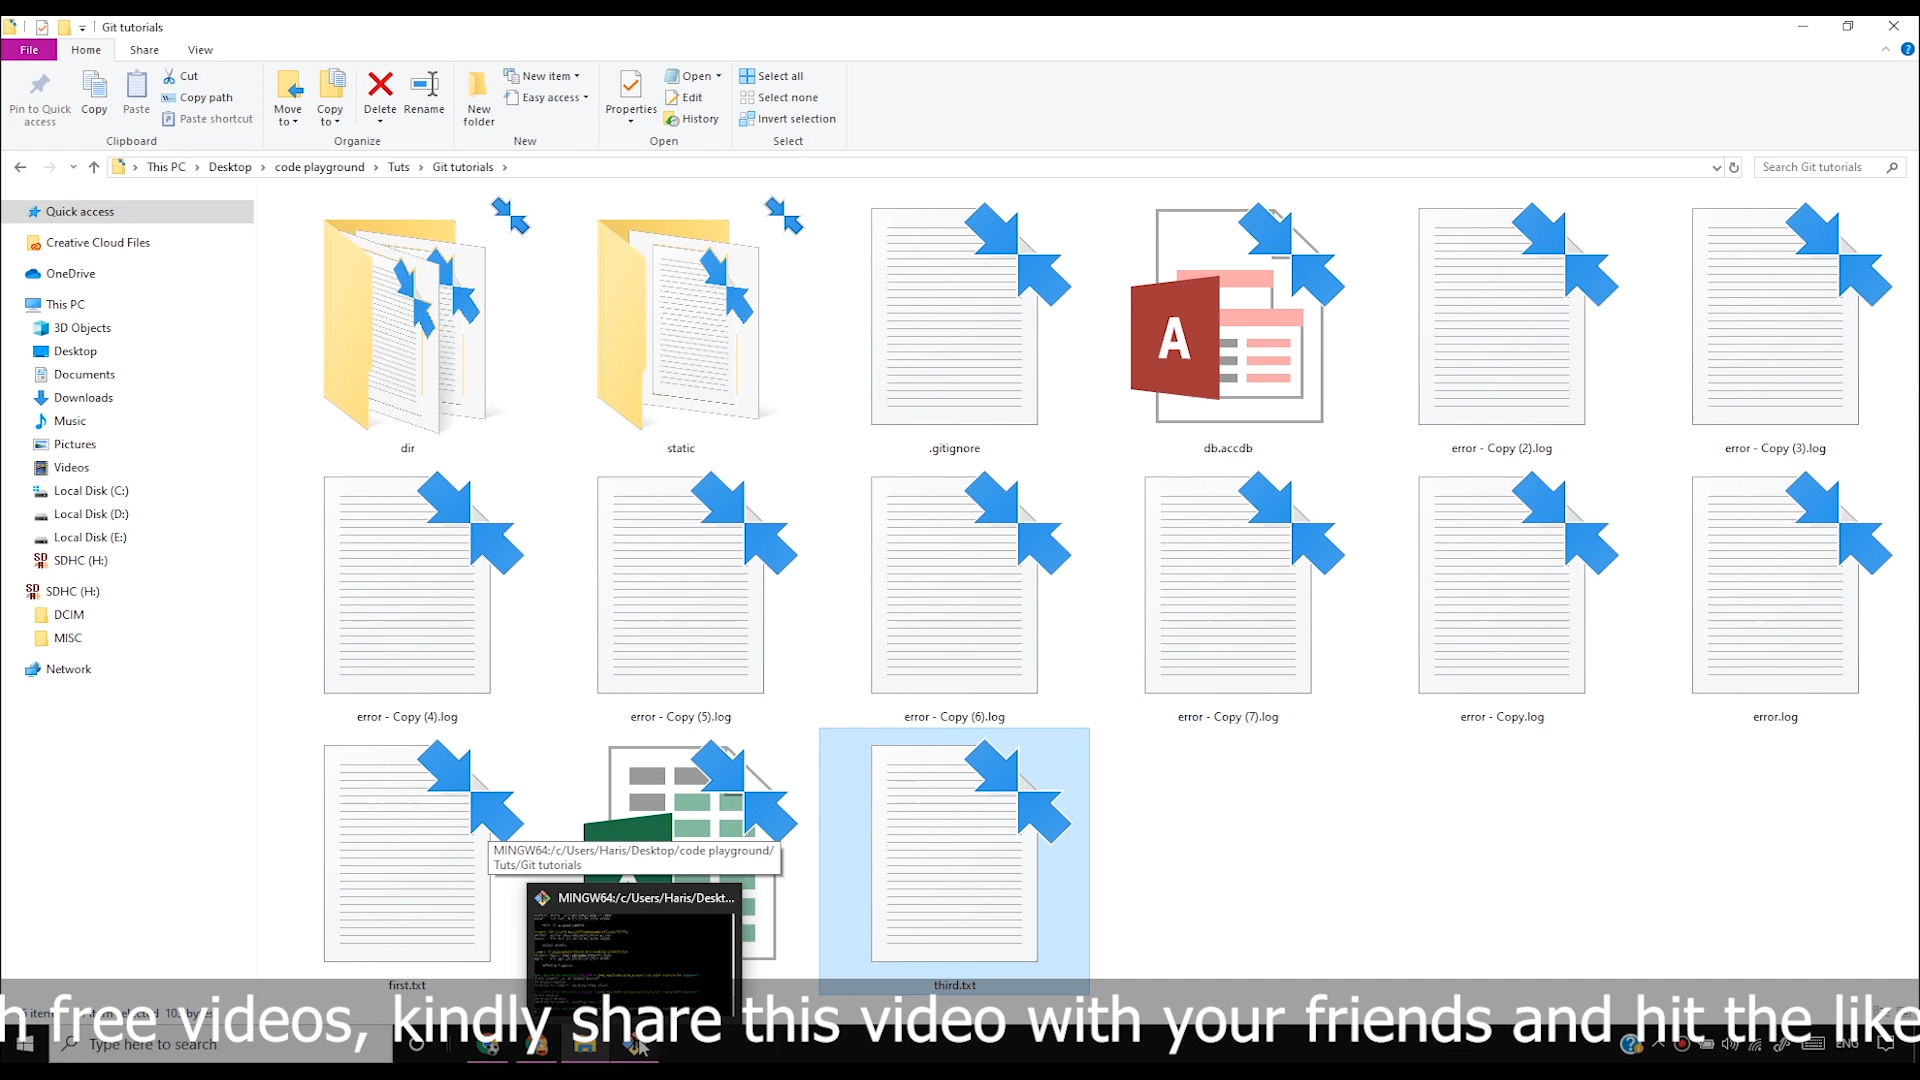 Git tutorials
File
Home
Share
View
Pin to Quick access
Copy
Paste
Cut
Copy path
Paste shortcut
Clipboard
Move to
Copy to
Delete
Rename
Organize
New folder
New item
Easy access
New
Properties
Open
Edit
History
Open
Select all
Select none
Invert selection
Select
This PC > Desktop > code playground > Tuts > Git tutorials >
Search Git tutorials
Quick access
Creative Cloud Files
OneDrive
This PC
3D Objects
Desktop
Documents
Downloads
Music
Pictures
Videos
Local Disk (C:)
Local Disk (D:)
Local Disk (E:)
SDHC (H:)
SDHC (H:)
DCIM
MISC
Network
dir
static
.gitignore
A
db.accdb
error - Copy (2).log
error - Copy (3).log
error - Copy (4).log
error - Copy (5).log
error - Copy (6).log
error - Copy (7).log
error - Copy.log
error.log
MINGW64:/c/Users/Haris/Desktop/code playground/
Tuts/Git tutorials
MINGW64:/c/Users/Haris/Deskt...
first.txt
third.txt
h free videos, kindly share this video with your friends and hit the like
Type here to search
ENG